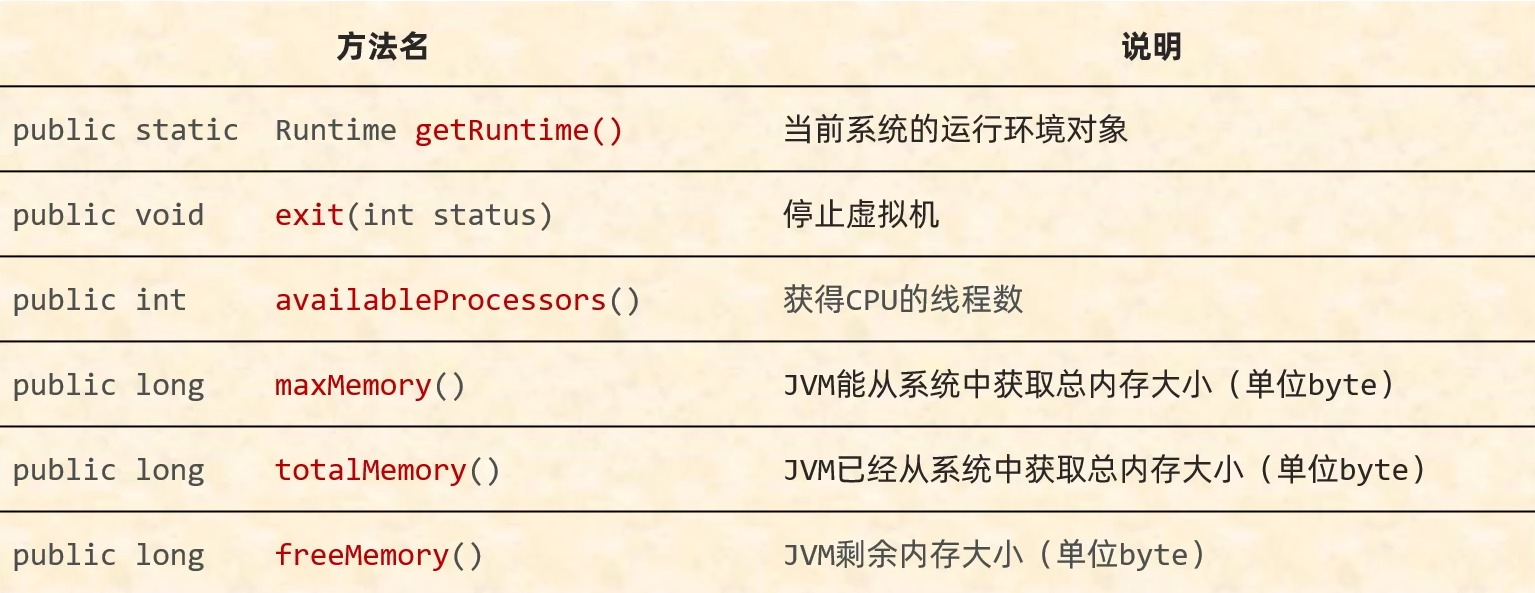 方法名 说明
public static Runtime getRuntime() 当前系统的运行环境对象
public void exit(int status) 停止虚拟机
public int availableProcessors() 获得CPU的线程数
public long maxMemory() JVM能从系统中获取总内存大小（单位byte）
public long totalMemory() JVM已经从系统中获取总内存大小（单位byte）
public long freeMemory() JVM剩余内存大小（单位byte）